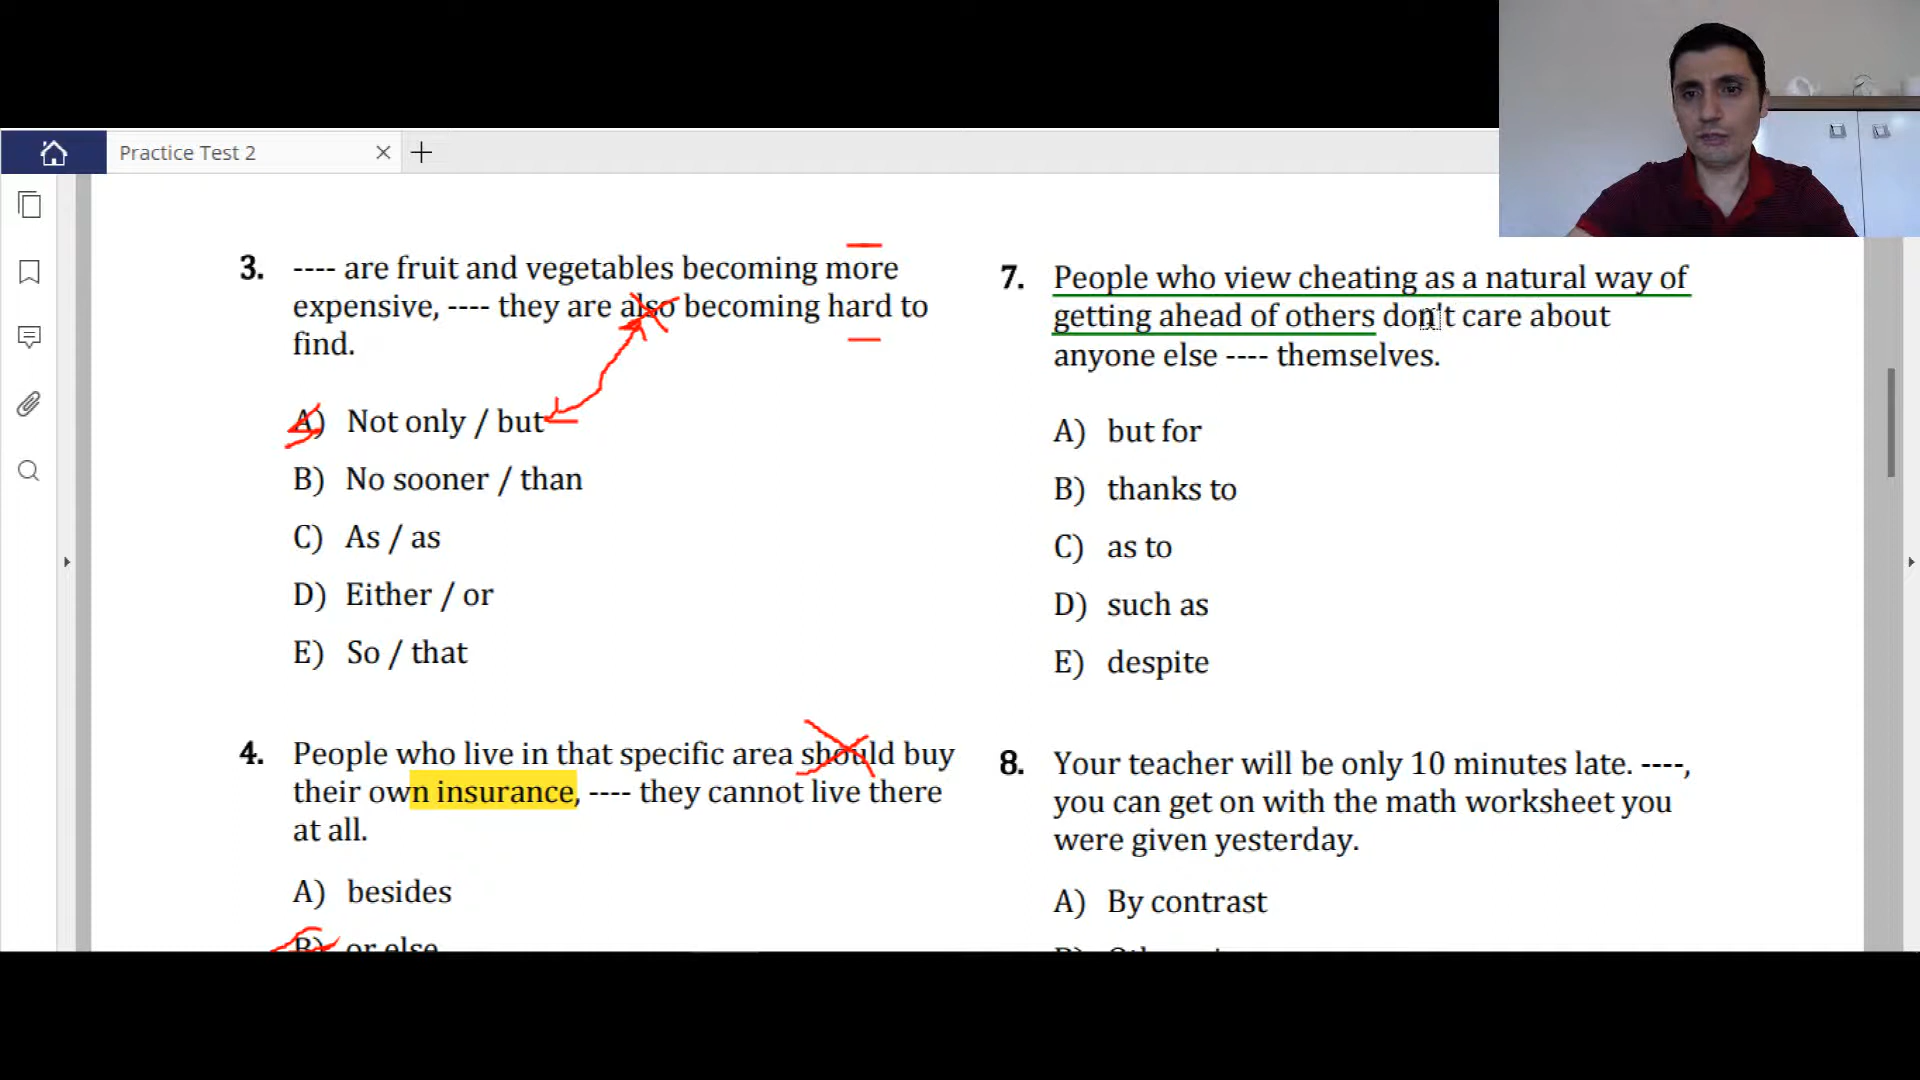 Practice Test 2
3. ---- are fruit and vegetables becoming more
expensive, ---- they are also becoming hard to
find.
A) Not only / but
B) No sooner / than
C) As / as
D) Either / or
E) So / that
4. People who live in that specific area should buy
their own insurance, ---- they cannot live there
at all.
A) besides
B) or else
7. People who view cheating as a natural way of
getting ahead of others don't care about
anyone else ---- themselves.
A) but for
B) thanks to
C) as to
D) such as
E) despite
8. Your teacher will be only 10 minutes late. ----,
you can get on with the math worksheet you
were given yesterday.
A) By contrast